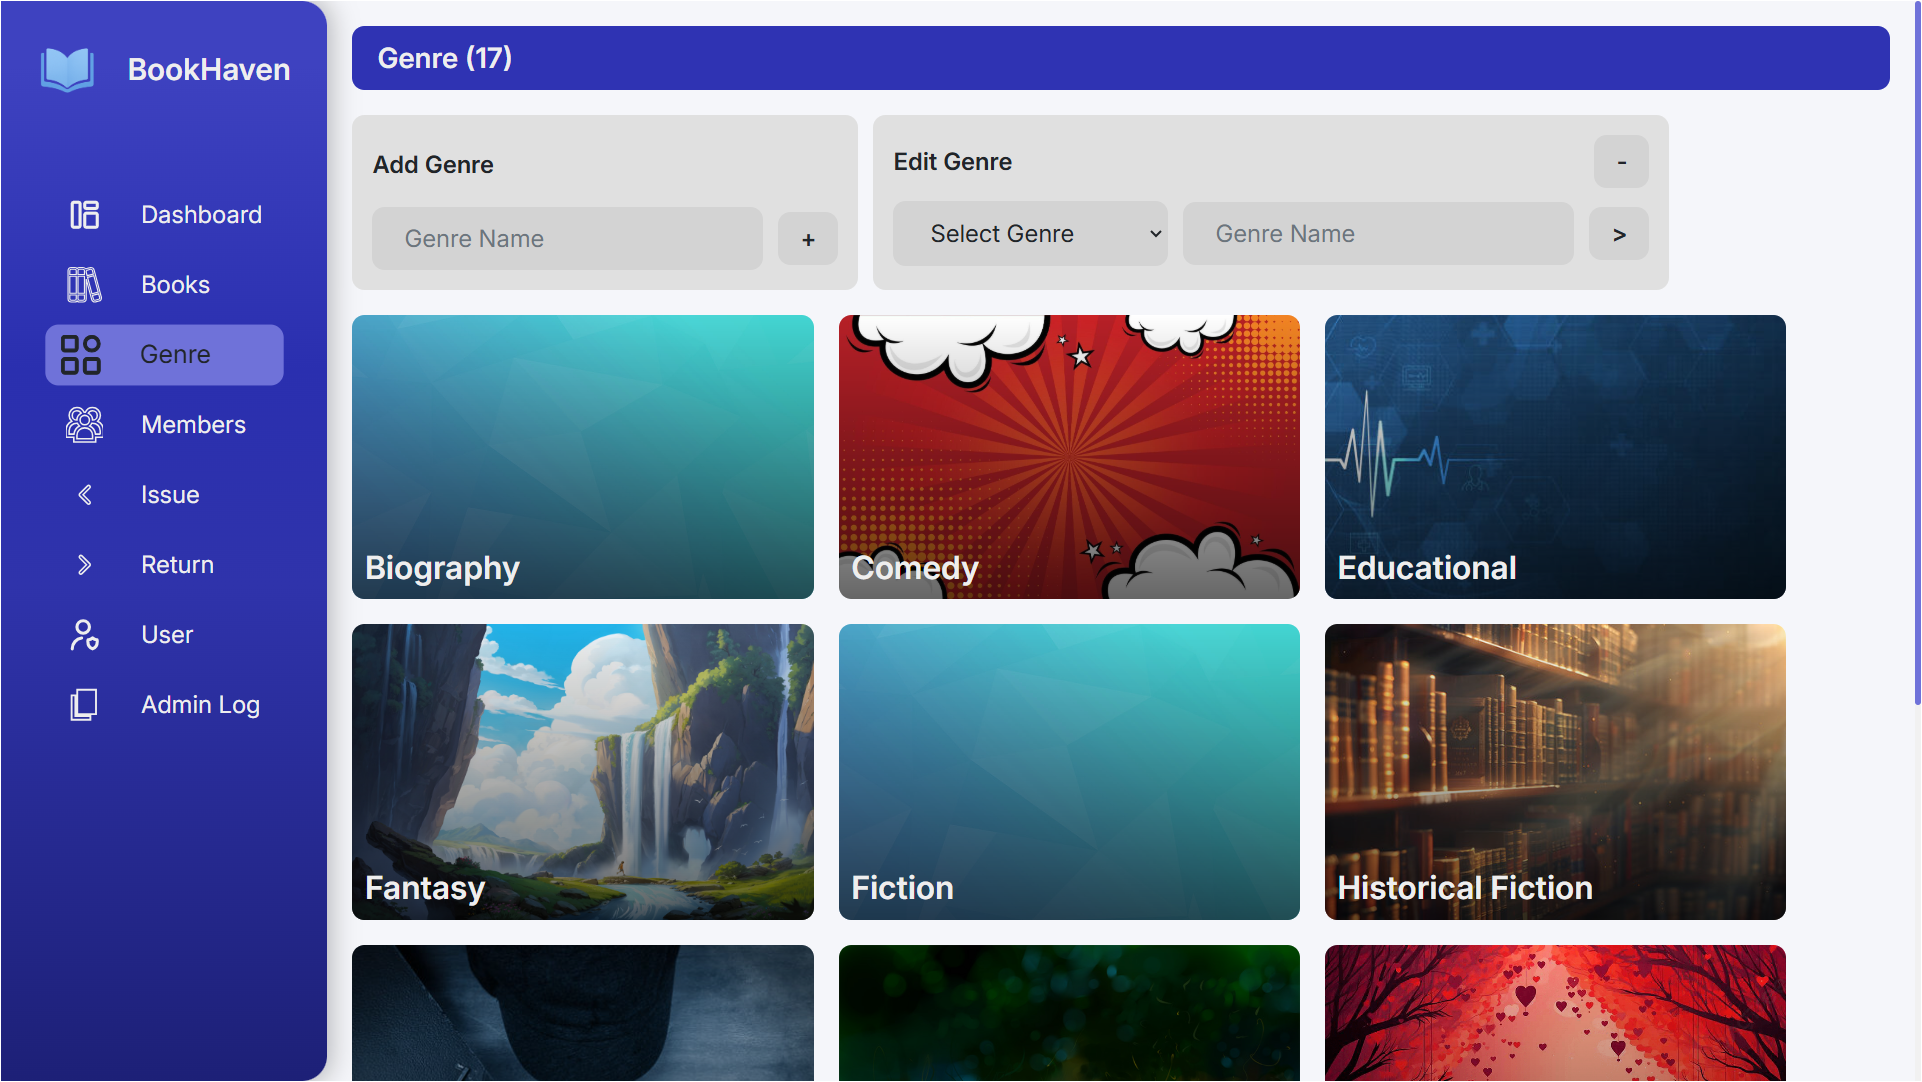 BookHaven
Dashboard
Books
Genre
Members
Issue
Return
User
Admin Log
Genre (17)
Add Genre
Genre Name
+
Edit Genre
-
Select Genre
Genre Name
>
Biography
Comedy
Educational
Fantasy
Fiction
Historical Fiction